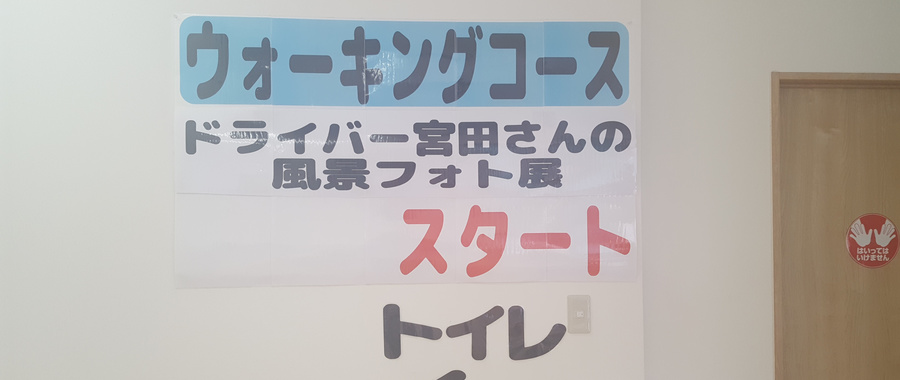 ウォーキングコース
ドライバー宮田さんの
風景フォト展
スタート
トイレ
はいっては
いけません